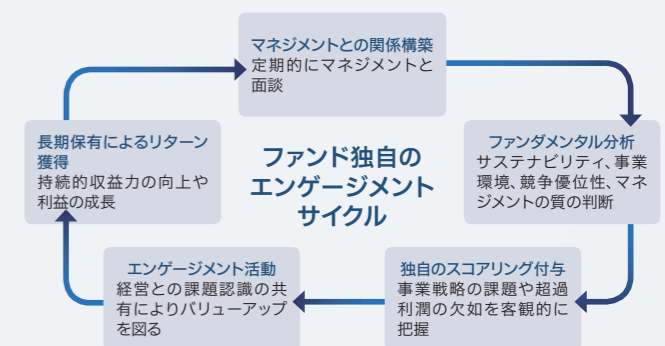 マネジメントとの関係構築
定期的にマネジメントと
面談
ファンダメンタル分析
サステナビリティ、事業
環境、競争優位性、マネ
ジメントの質の判断
独自のスコアリング付与
事業戦略の課題や超過
利潤の欠如を客観的に
把握
エンゲージメント活動
経営との課題認識の共
有によりバリューアップ
を図る
長期保有によるリターン
獲得
持続的収益力の向上や
利益の成長
ファンド独自の
エンゲージメント
サイクル